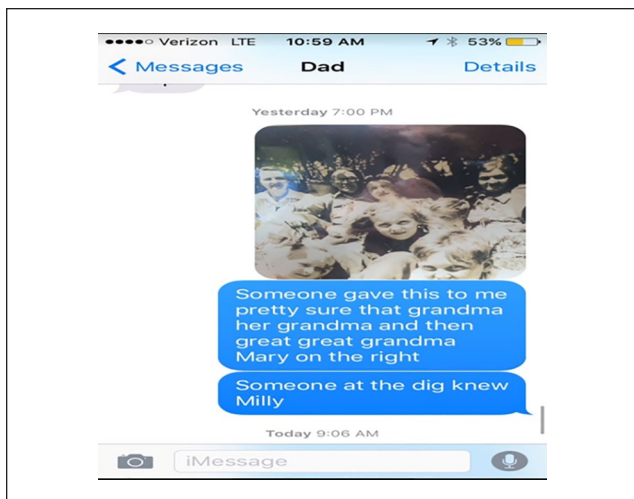 Verizon LTE 10:59 AM 53%
Messages Dad Details
Yesterday 7:00 PM
Someone gave this to me
pretty sure that grandma
her grandma and then
great great grandma
Mary on the right
Someone at the dig knew
Milly
Today 9:06 AM
iMessage